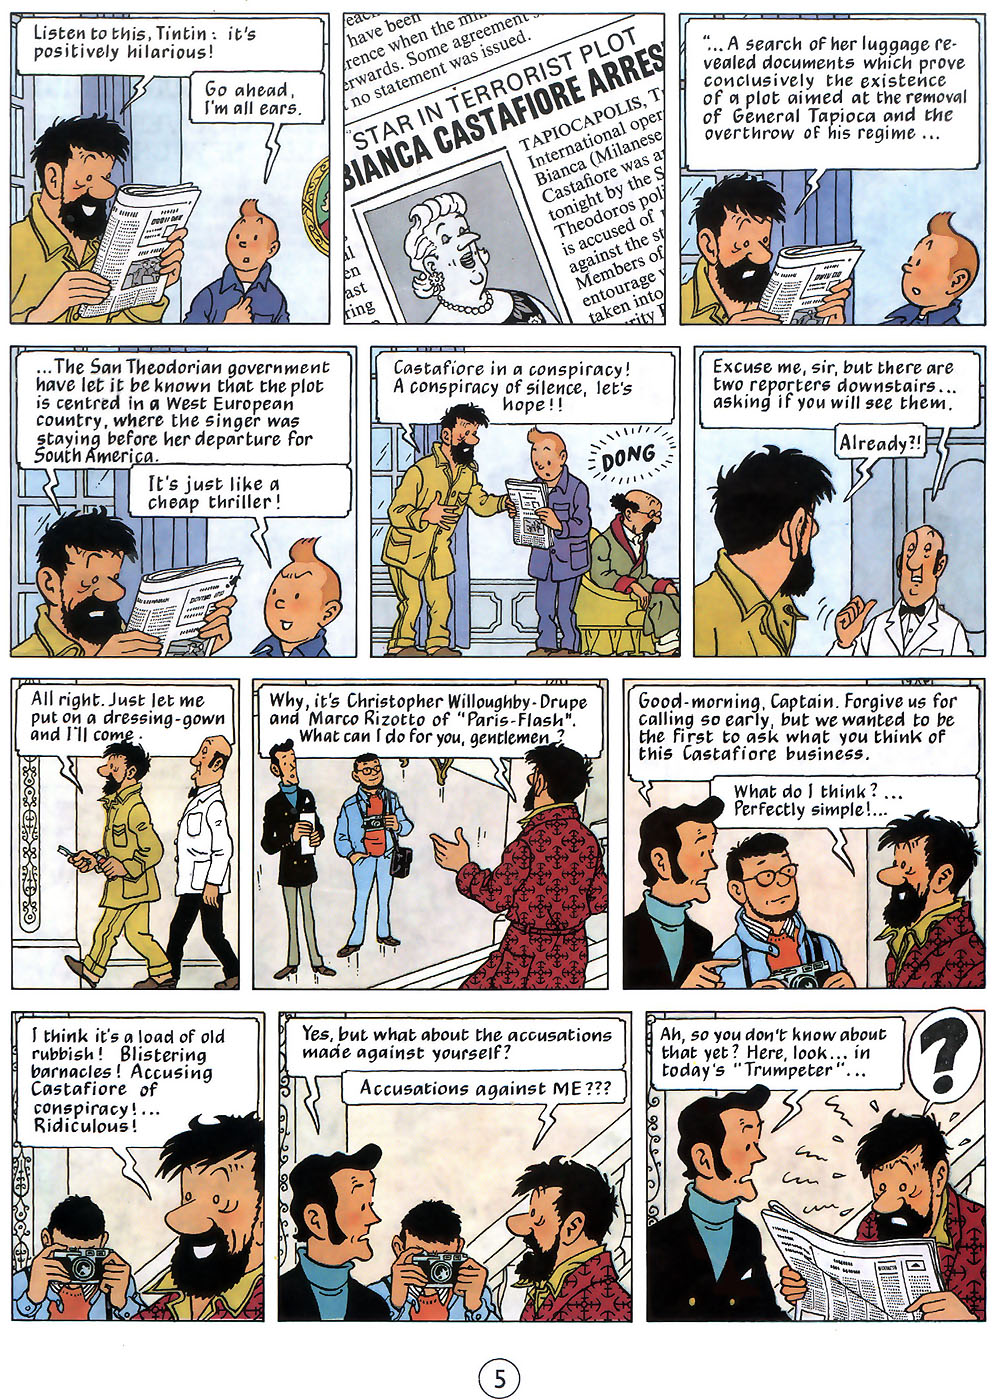 Listen to this, Tintin: it's
positively hilarious!
Go ahead,
I'm all ears.
have been
rence when the
erwards. Some agreement
no statement was issued.
"STAR IN TERRORIST PLOT
BIANCA CASTAFIORE ARRES
TAPIOCAPOLIS, T
International oper
Bianca (Milanese
Castafiore was a
tonight by the S
Theodoros poli
is accused of
against the st
Members of
entourage
taken into
urity
al
en
ast
ring
"... A search of her luggage re-
vealed documents which prove
conclusively the existence
of a plot aimed at the removal
of General Tapioca and the
overthrow of his regime ...
...The San Theodorian government
have let it be known that the plot
is centred in a West European
country, where the singer was
staying before her departure for
South America.
It's just like a
cheap thriller!
Castafiore in a conspiracy!
A conspiracy of silence, let's
hope!!
DONG
Excuse me, sir, but there are
two reporters downstairs...
asking if you will see them.
Already?!
All right. Just let me
put on a dressing-gown
and I'll come.
Why, it's Christopher Willoughby-Drupe
and Marco Rizotto of "Paris-Flash".
What can I do for you, gentlemen?
Good-morning, Captain. Forgive us for
calling so early, but we wanted to be
the first to ask what you think of
this Castafiore business.
What do I think?...
Perfectly simple!...
I think it's a load of old
rubbish! Blistering
barnacles! Accusing
Castafiore of
conspiracy!...
Ridiculous!
Yes, but what about the accusations
made against yourself?
Accusations against ME???
Ah, so you don't know about
that yet? Here, look... in
today's "Trumpeter"...
?
5